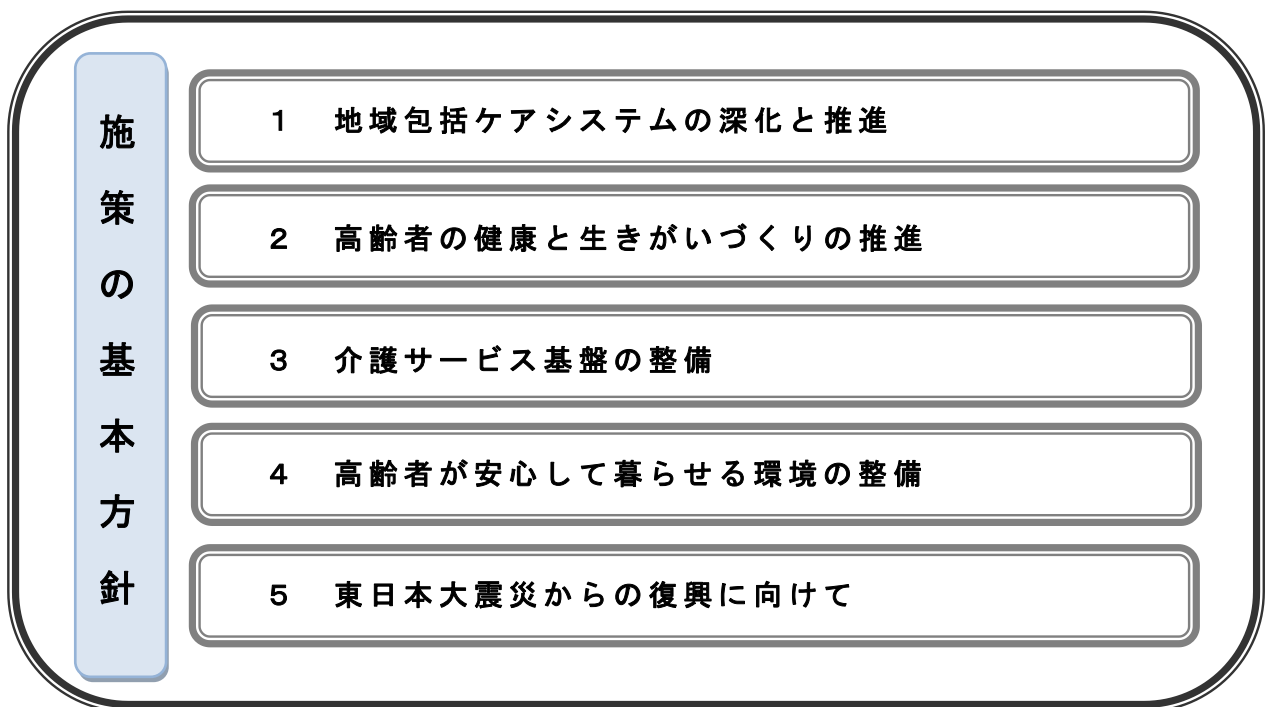 施策の基本方針
1 地域包括ケアシステムの深化と推進
2 高齢者の健康と生きがいづくりの推進
3 介護サービス基盤の整備
4 高齢者が安心して暮らせる環境の整備
5 東日本大震災からの復興に向けて